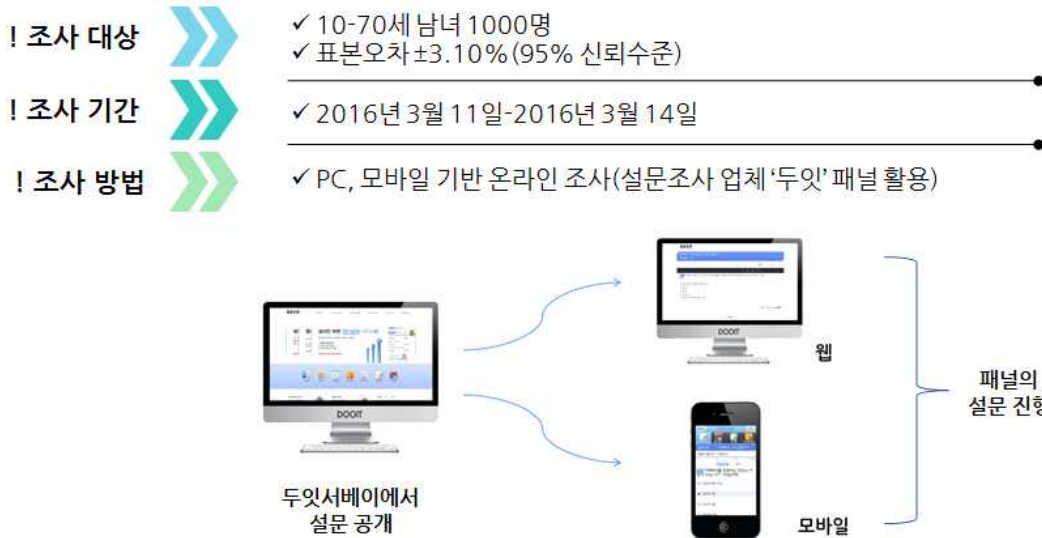 ! 조사 대상
✓ 10-70세 남녀 1000명
✓ 표본오차 ±3.10% (95% 신뢰수준)
! 조사 기간
✓ 2016년 3월 11일-2016년 3월 14일
! 조사 방법
✓ PC, 모바일 기반 온라인 조사(설문조사 업체 ‘두잇’ 패널 활용)
DOOIT
웹
DOOIT
패널의
설문 진행
두잇서베이에서
설문 공개
모바일